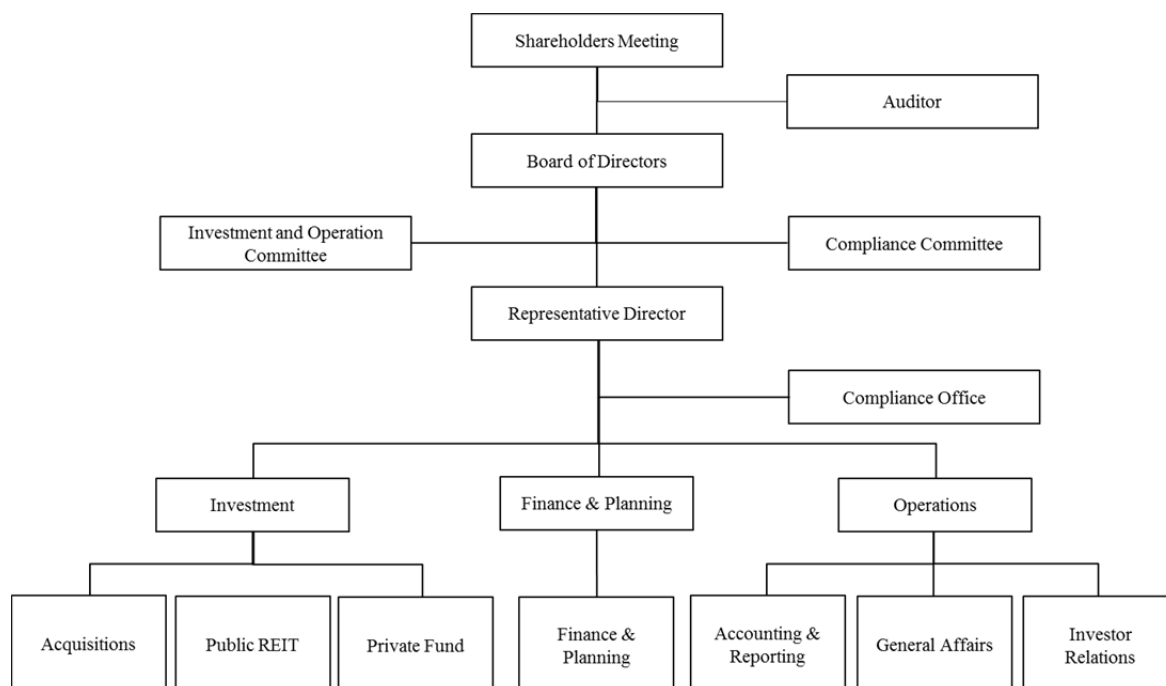 Shareholders Meeting
Auditor
Board of Directors
Investment and Operation
Committee
Compliance Committee
Representative Director
Compliance Office
Investment
Finance & Planning
Operations
Acquisitions
Public REIT
Private Fund
Finance &
Planning
Accounting &
Reporting
General Affairs
Investor
Relations